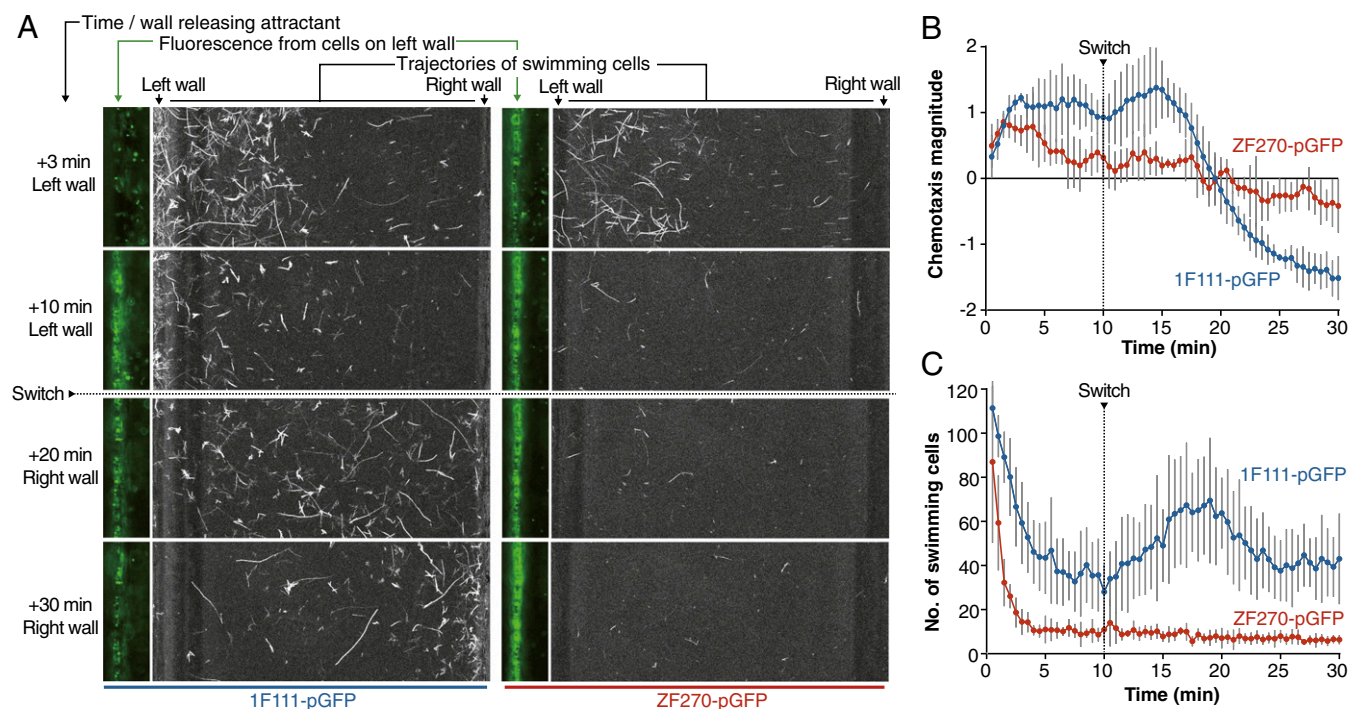 A
Time / wall releasing attractant
Fluorescence from cells on left wall
Trajectories of swimming cells
Left wall
Right wall
Left wall
Right wall
+3 min
Left wall
+10 min
Left wall
Switch
+20 min
Right wall
+30 min
Right wall
1F111-pGFP
ZF270-pGFP
B
Switch
2
1
0
-1
-2
Chemotaxis magnitude
ZF270-pGFP
1F111-pGFP
0
5
10
15
20
25
30
Time (min)
C
Switch
120
100
80
60
40
20
0
No. of swimming cells
1F111-pGFP
ZF270-pGFP
0
5
10
15
20
25
30
Time (min)